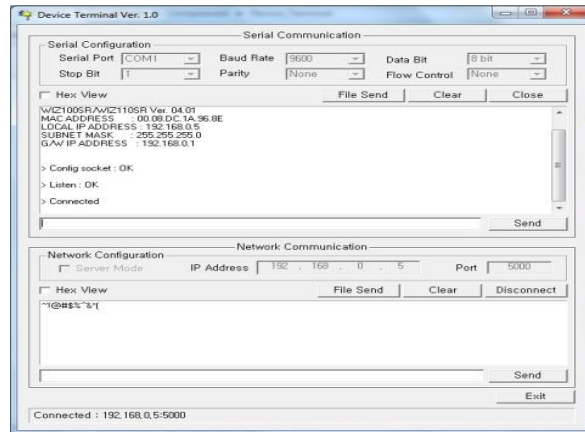 Device Terminal Ver. 1.0
Serial Communication
Serial Configuration
Serial Port COM1 Baud Rate 9600 Data Bit 8 bit
Stop Bit 1 Parity None Flow Control None
Hex View File Send Clear Close
WIZ100SR/WIZ110SR Ver. 04.01
MAC ADDRESS : 00.08.DC.1A.96.8E
LOCAL IP ADDRESS : 192.168.0.5
SUBNET MASK : 255.255.255.0
G/W IP ADDRESS : 192.168.0.1
> Config socket : OK
> Listen : OK
> Connected
Send
Network Communication
Network Configuration
Server Mode IP Address 192 . 168 . 0 . 5 Port 5000
Hex View File Send Clear Disconnect
~!@#$%^&*(
Send
Exit
Connected : 192,168,0,5:5000